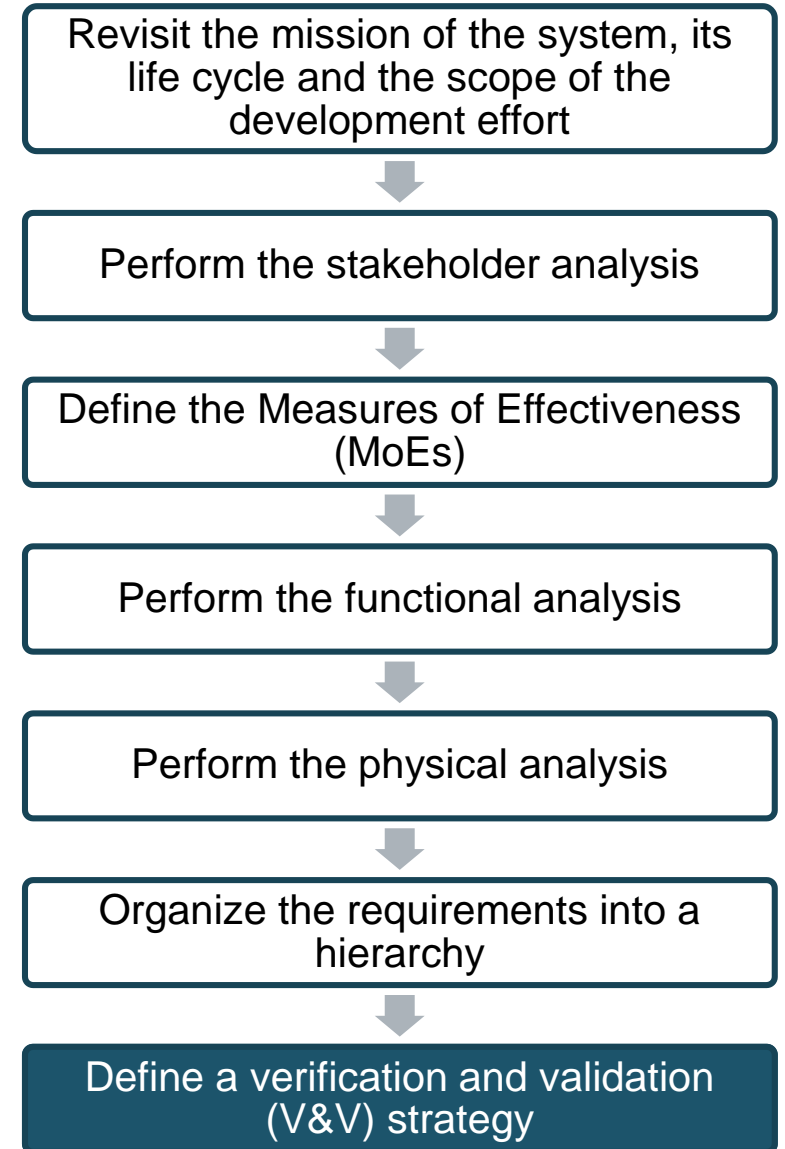 Revisit the mission of the system, its
life cycle and the scope of the
development effort
Perform the stakeholder analysis
Define the Measures of Effectiveness
(MoEs)
Perform the functional analysis
Perform the physical analysis
Organize the requirements into a
hierarchy
Define a verification and validation
(V&V) strategy